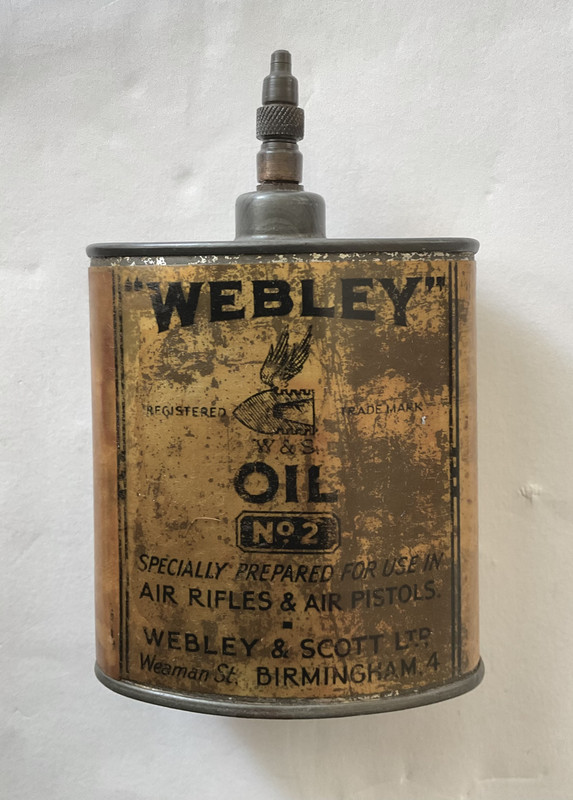 "WEBLEY"
REGISTERED TRADE MARK
W & S
OIL
No. 2
SPECIALLY PREPARED FOR USE IN
AIR RIFLES & AIR PISTOLS.
WEBLEY & SCOTT LTD
Weaman St. BIRMINGHAM.4